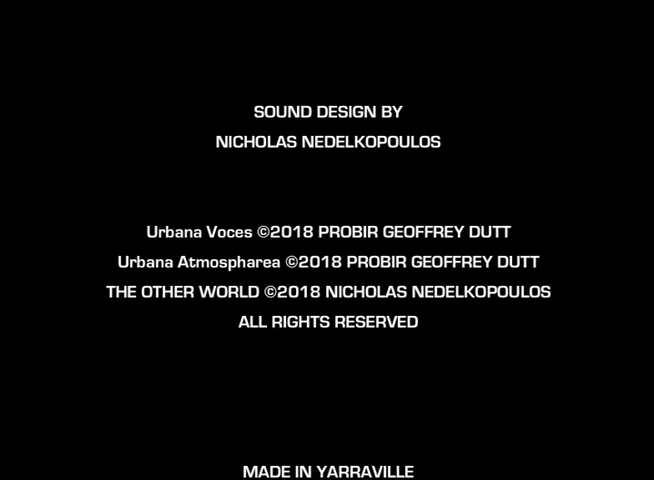 SOUND DESIGN BY
NICHOLAS NEDELKOPOULOS
Urbana Voces ©2018 PROBIR GEOFFREY DUTT
Urbana Atmospharea ©2018 PROBIR GEOFFREY DUTT
THE OTHER WORLD ©2018 NICHOLAS NEDELKOPOULOS
ALL RIGHTS RESERVED
MADE IN YARRAVILLE